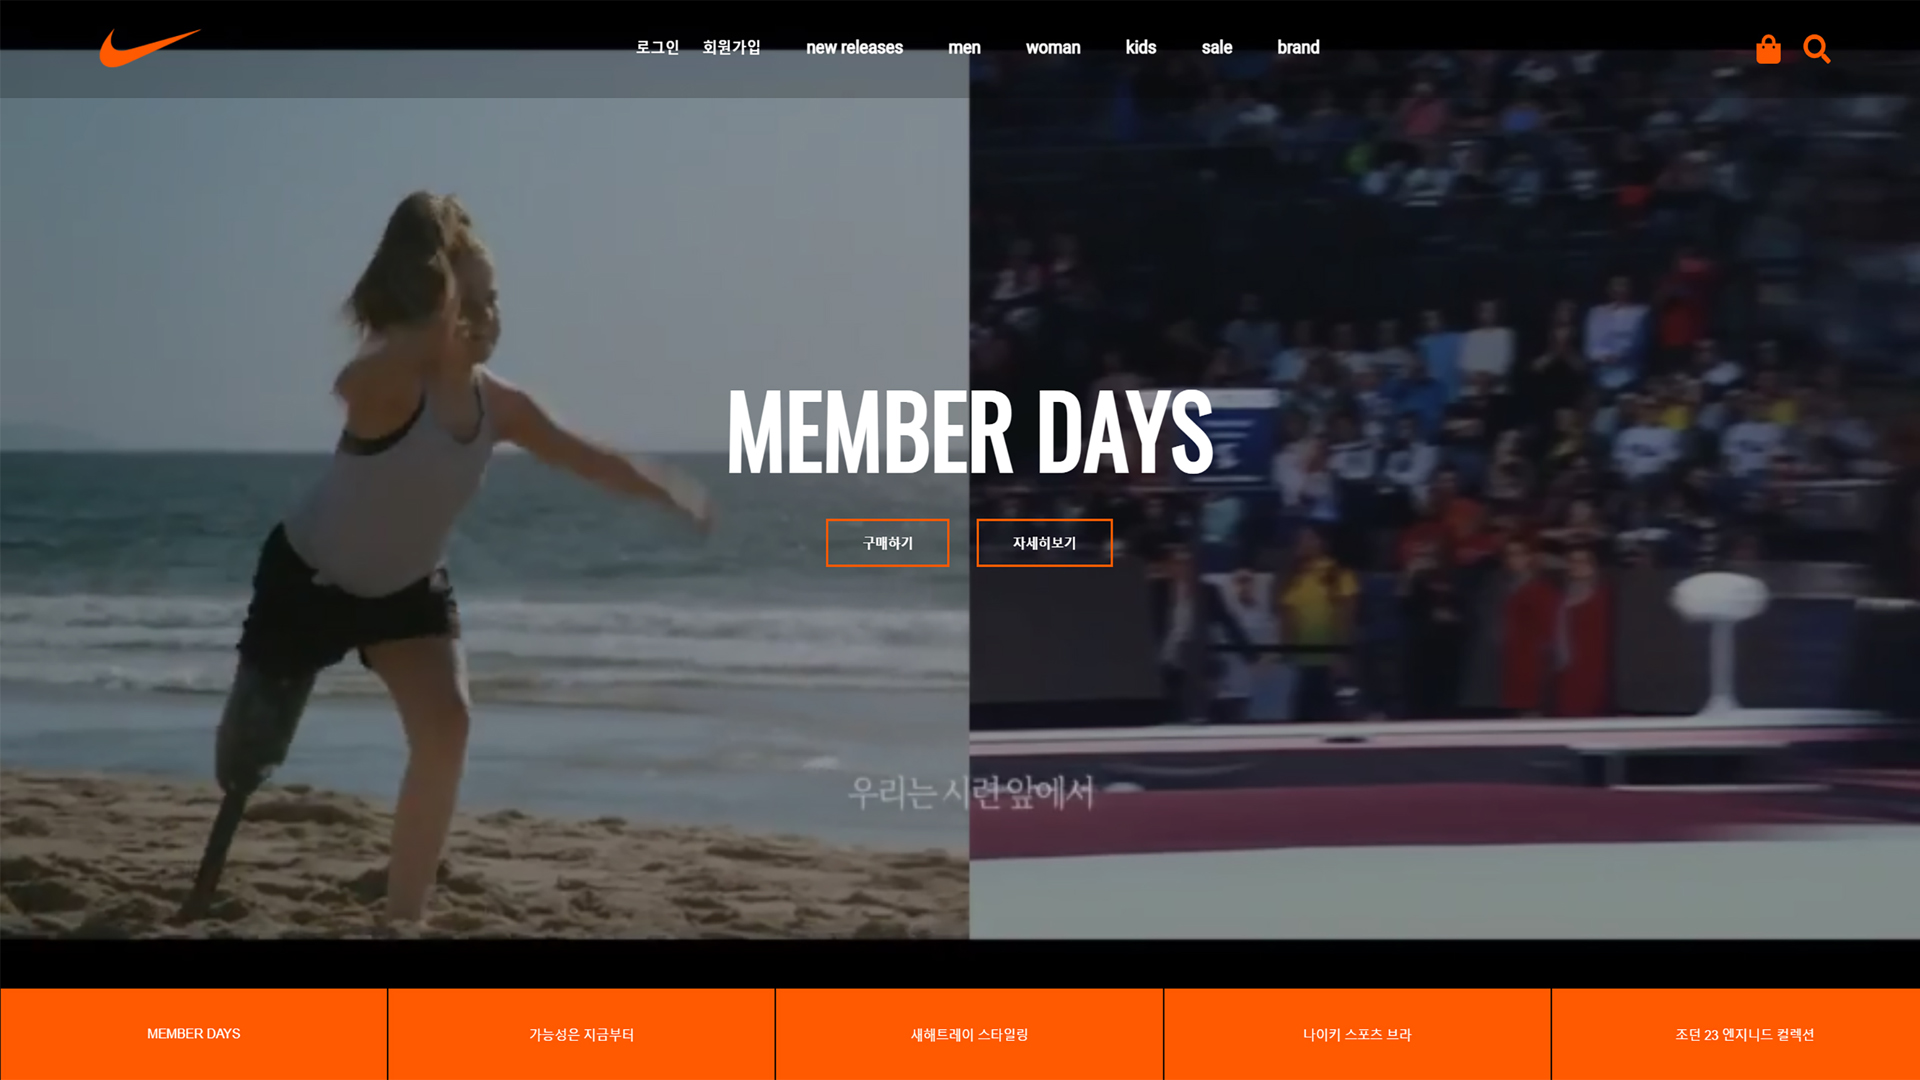 로그인 회원가입 new releases men woman kids sale brand
MEMBER DAYS
구매하기 자세히보기
우리는 시련 앞에서
MEMBER DAYS 가능성은 지금부터 새해트레이 스타일링 나이키 스포츠 브라 조던 23 엔지니드 컬렉션